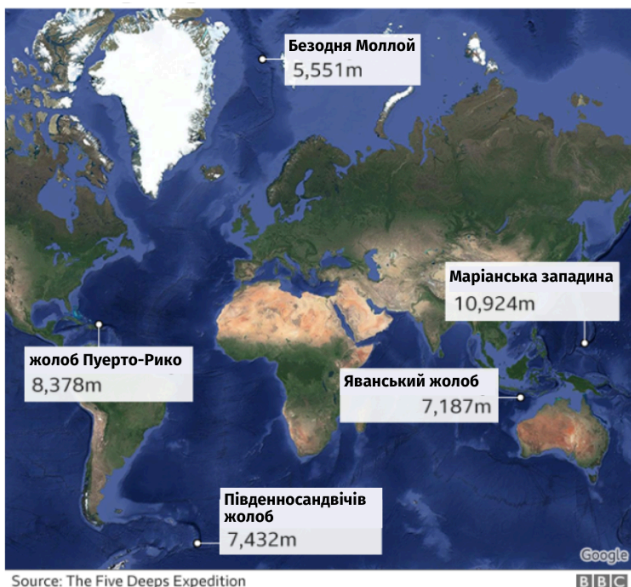 Безодня Моллой
5,551m
Маріанська западина
10,924m
жолоб Пуерто-Рико
8,378m
Яванський жолоб
7,187m
Південносандвічів
жолоб
7,432m
Google
Source: The Five Deeps Expedition
BBC